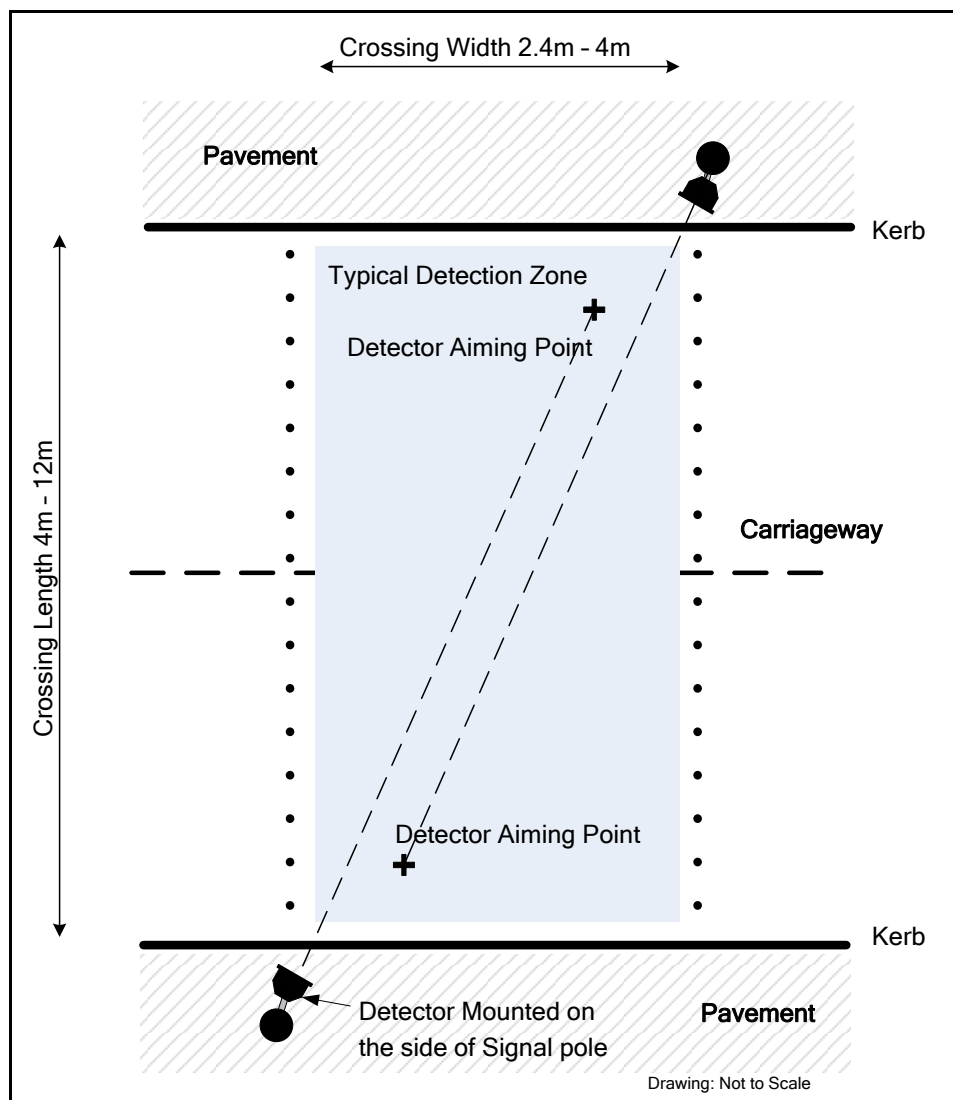 Crossing Width 2.4m - 4m
Pavement
Kerb
Typical Detection Zone
Detector Aiming Point
Crossing Length 4m - 12m
Carriageway
Detector Aiming Point
Kerb
Detector Mounted on
the side of Signal pole
Pavement
Drawing: Not to Scale